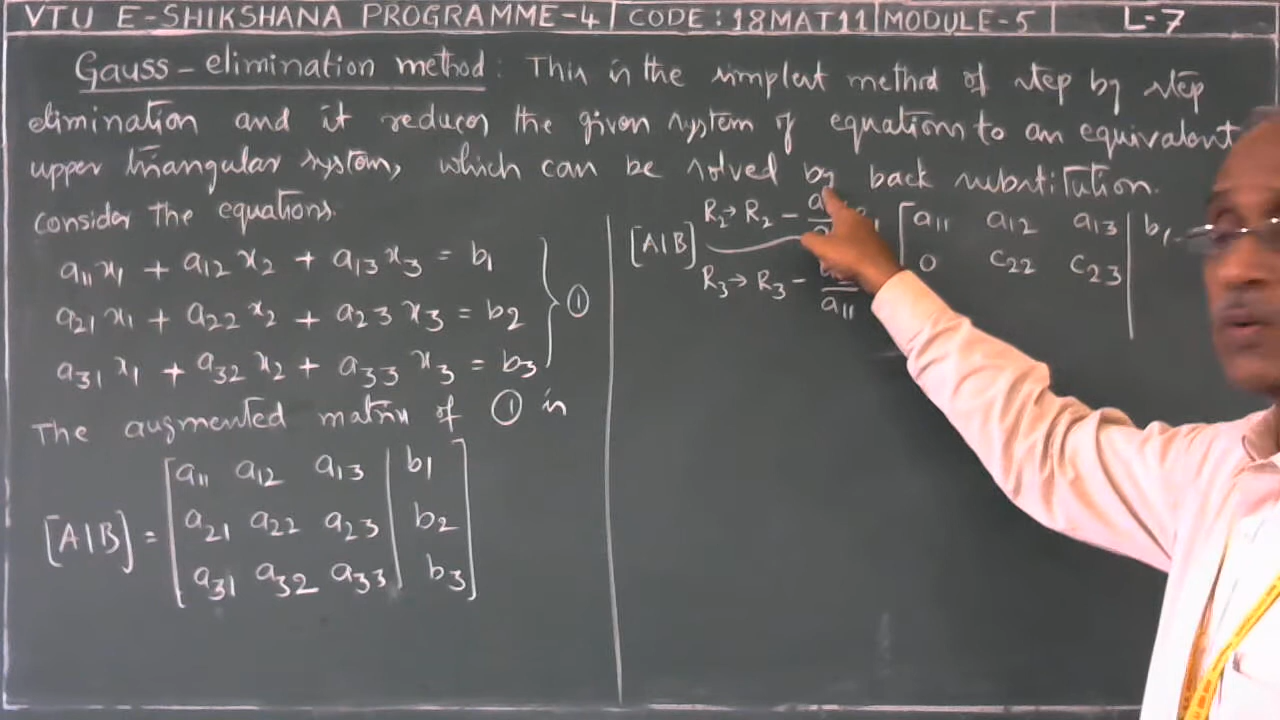 VTU E-SHIKSHANA PROGRAMME-4 | CODE: 18MAT11 | MODULE-5 | L-7
Gauss-elimination method: This is the simplest method of step by step
elimination and it reduces the given system of equations to an equivalent
upper triangular system, which can be solved by back substitution.
Consider the equations.
a11x1 + a12x2 + a13x3 = b1
a21x1 + a22x2 + a23x3 = b2
a31x1 + a32x2 + a33x3 = b3
①
The augmented matrix of ① is
[A|B] = [a11 a12 a13 | b1
a21 a22 a23 | b2
a31 a32 a33 | b3]
[A|B] R2→R2 −
R3→R3 − /a11
[a11 a12 a13 | b1
0 c22 c23 |